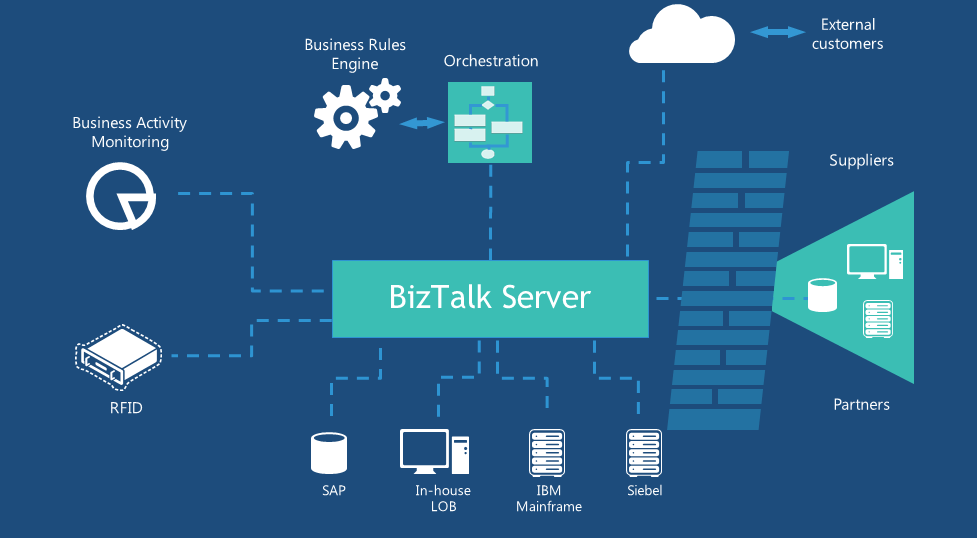 External
customers
Business Rules
Engine
Orchestration
Business Activity
Monitoring
Suppliers
BizTalk Server
RFID
Partners
SAP
In-house
LOB
IBM
Mainframe
Siebel